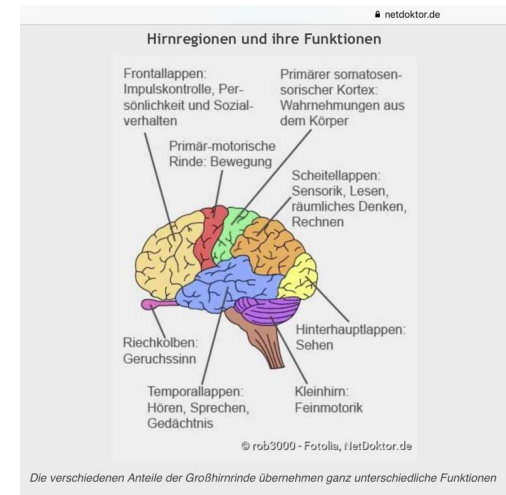 netdoktor.de
Hirnregionen und ihre Funktionen
Frontallappen:
Impulskontrolle, Per-
sönlichkeit und Sozial-
verhalten
Primärer somatosen-
sorischer Kortex:
Wahrnehmungen aus
dem Körper
Primär-motorische
Rinde: Bewegung
Scheitellappen:
Sensorik, Lesen,
räumliches Denken,
Rechnen
Hinterhauptlappen:
Sehen
Riechkolben:
Geruchssinn
Temporallappen:
Hören, Sprechen,
Gedächtnis
Kleinhirn:
Feinmotorik
© rob3000 - Fotolia, NetDoktor.de
Die verschiedenen Anteile der Großhirnrinde übernehmen ganz unterschiedliche Funktionen